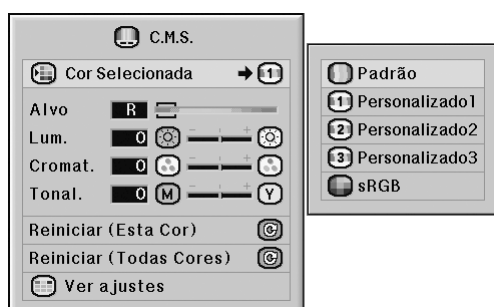 C.M.S.
Cor Selecionada 1
Alvo R
Lum. 0
Cromat. 0
Tonal. 0 M Y
Reiniciar (Esta Cor)
Reiniciar (Todas Cores)
Ver ajustes
Padrão
1 Personalizado1
2 Personalizado2
3 Personalizado3
sRGB